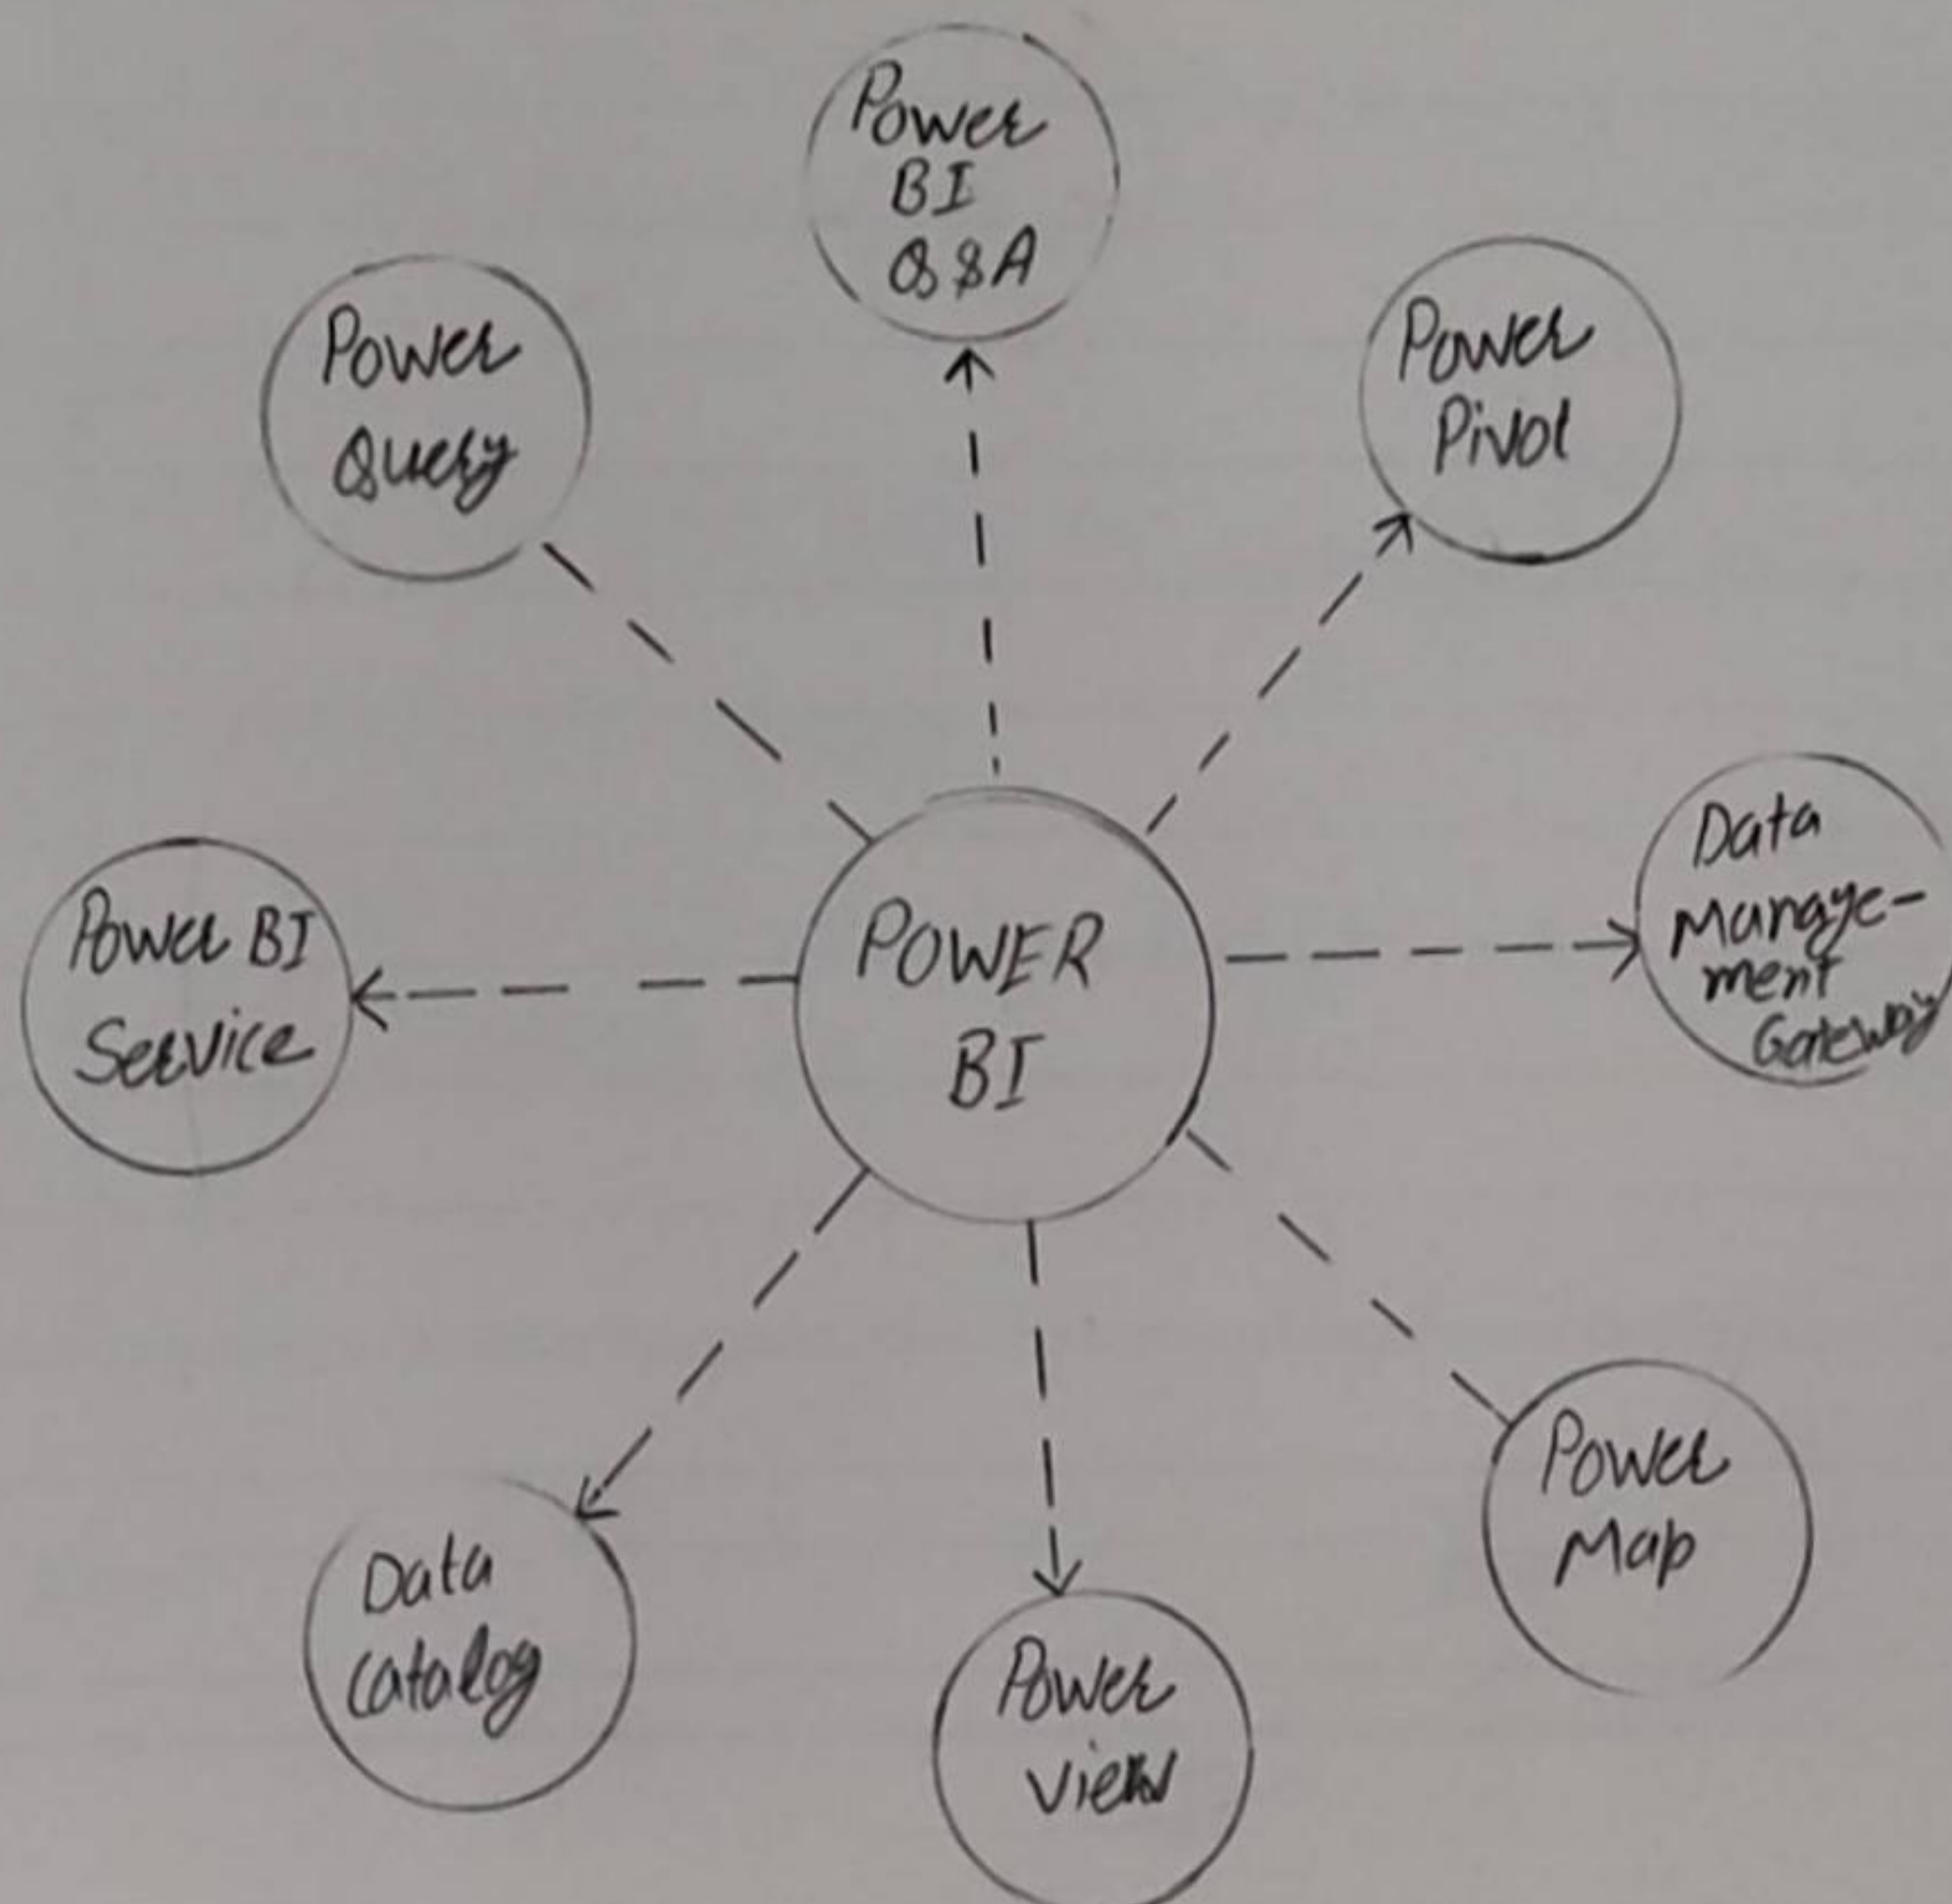 Power
BI
Q&A
Power
Query
Power
Pivot
Data
Manage-
ment
Gateway
Power BI
Service
POWER
BI
Power
Map
Data
Catalog
Power
View